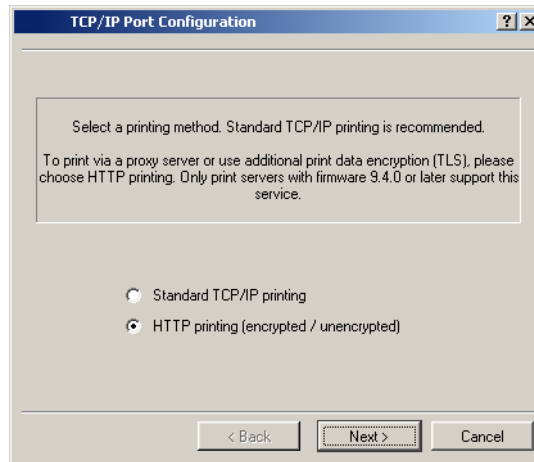 TCP/IP Port Configuration
Select a printing method. Standard TCP/IP printing is recommended.
To print via a proxy server or use additional print data encryption (TLS), please
choose HTTP printing. Only print servers with firmware 9.4.0 or later support this
service.
Standard TCP/IP printing
HTTP printing (encrypted / unencrypted)
< Back
Next >
Cancel